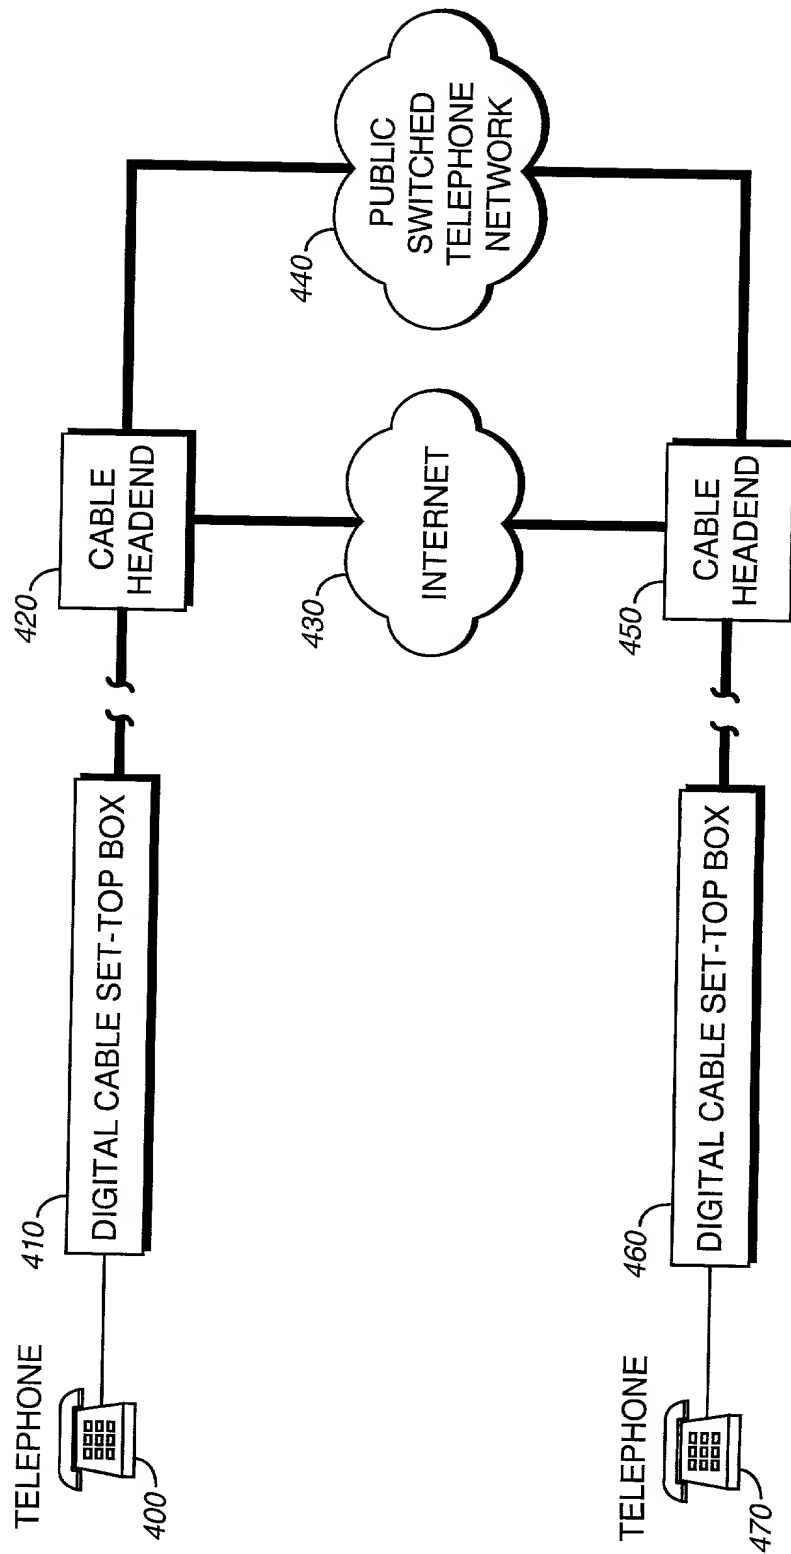 TELEPHONE
400
410
DIGITAL CABLE SET-TOP BOX
420
CABLE
HEADEND
430
INTERNET
440
PUBLIC
SWITCHED
TELEPHONE
NETWORK
TELEPHONE
470
460
DIGITAL CABLE SET-TOP BOX
450
CABLE
HEADEND